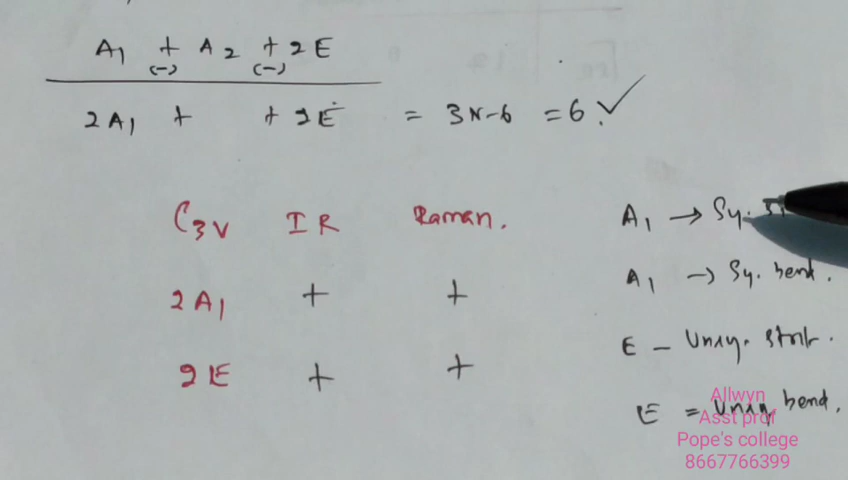 A1 + A2 + 2E
(-) (-)
2A1 + + 2E = 3N-6 = 6 ✓
C3V IR Raman.
2A1 + +
2E + +
A1 → Sy.
A1 → Sy. bend.
E - Unsy. stret.
E = Unsy bend.
Allwyn
Asst prof
Pope's college
8667766399